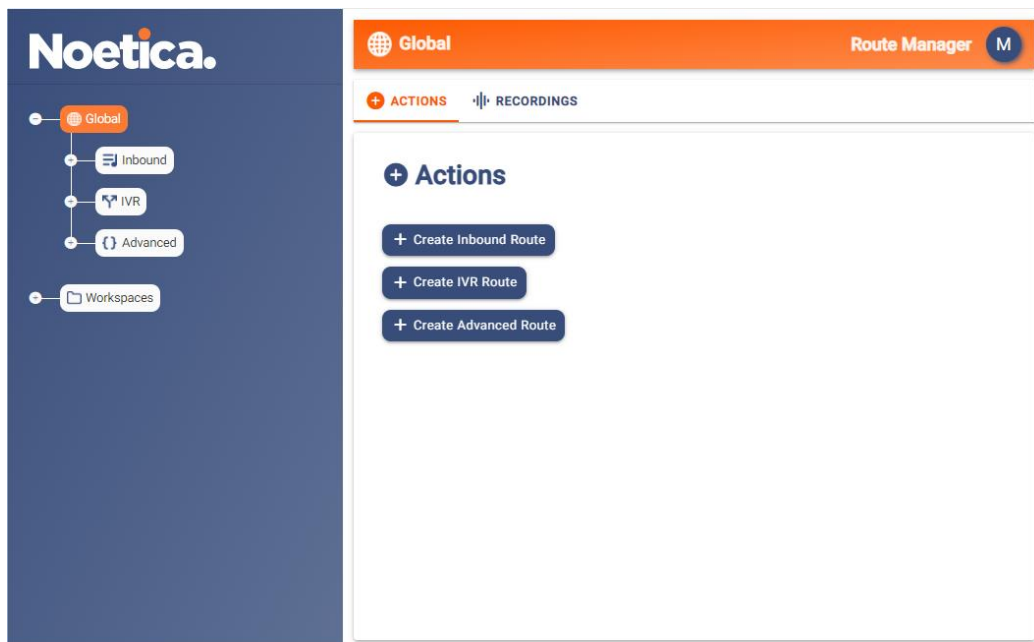 Noetica.
Global
Inbound
IVR
{} Advanced
Workspaces
Global
Route Manager
M
ACTIONS
RECORDINGS
Actions
+ Create Inbound Route
+ Create IVR Route
+ Create Advanced Route